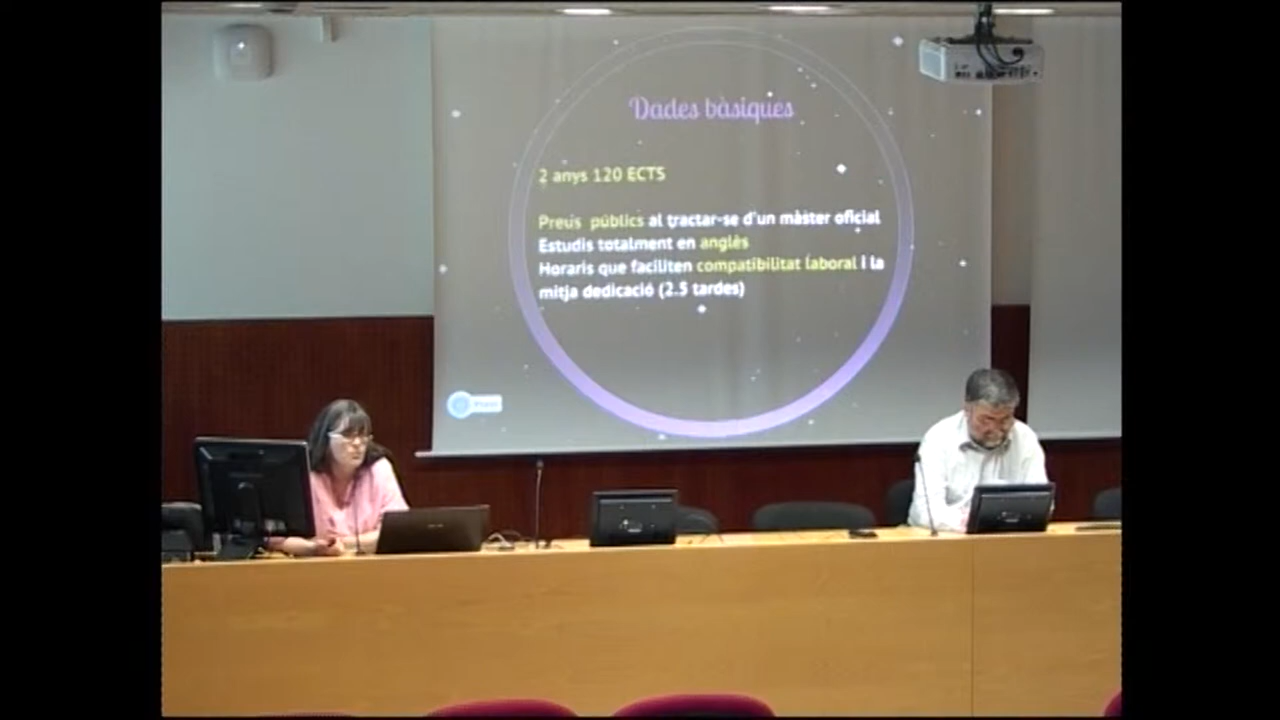 Dades bàsiques
2 anys 120 ECTS
Preus públics al tractar-se d'un màster oficial
Estudis totalment en anglès
Horaris que faciliten compatibilitat laboral i la
mitja dedicació (2.5 tardes)